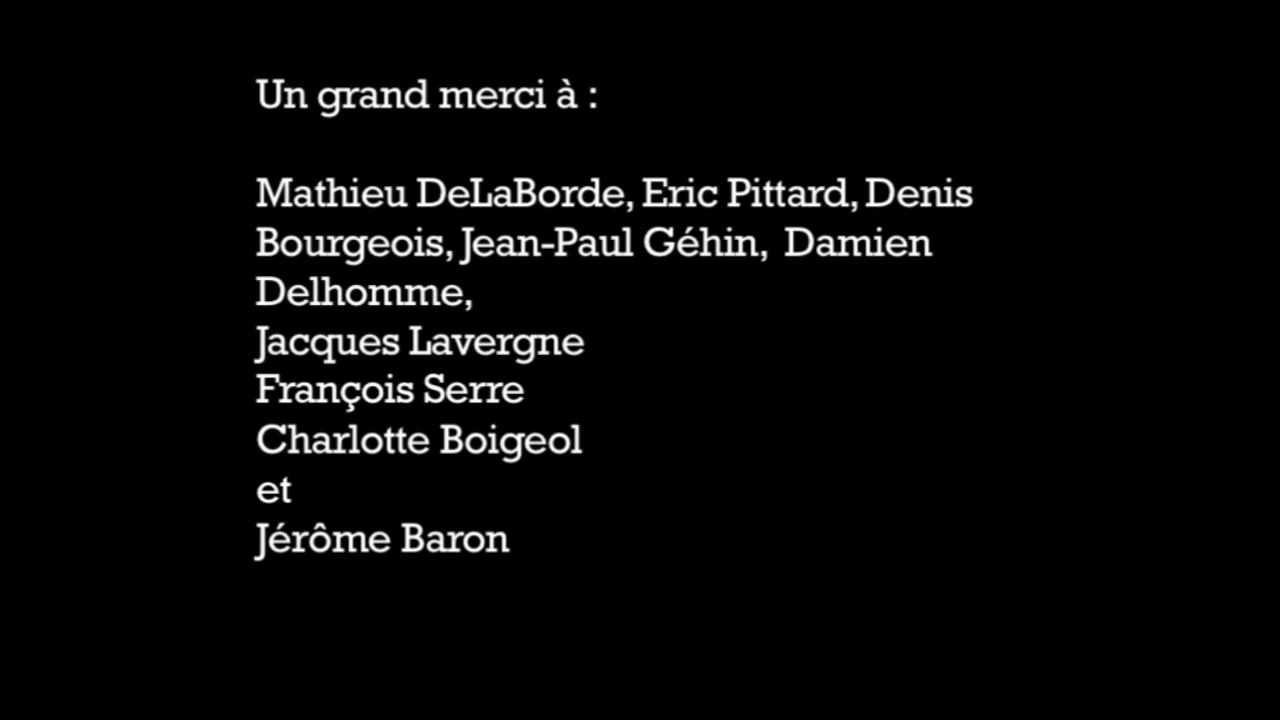 Un grand merci à :
Mathieu DeLaBorde, Eric Pittard, Denis
Bourgeois, Jean-Paul Géhin, Damien
Delhomme,
Jacques Lavergne
François Serre
Charlotte Boigeol
et
Jérôme Baron